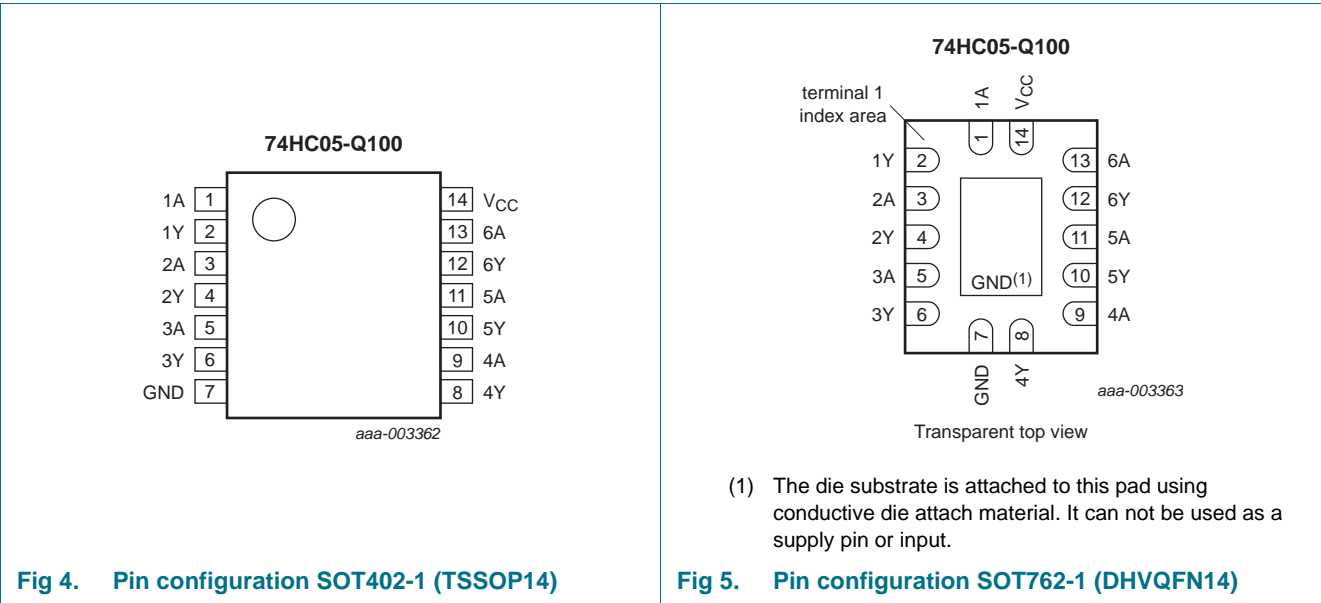 74HC05-Q100
1A 1
1Y 2
2A 3
2Y 4
3A 5
3Y 6
GND 7
14 VCC
13 6A
12 6Y
11 5A
10 5Y
9 4A
8 4Y
aaa-003362
Fig 4. Pin configuration SOT402-1 (TSSOP14)
74HC05-Q100
terminal 1
index area
1A
VCC
1
14
1Y 2
2A 3
2Y 4
3A 5
3Y 6
13 6A
12 6Y
11 5A
10 5Y
9 4A
GND(1)
7
8
GND
4Y
aaa-003363
Transparent top view
(1) The die substrate is attached to this pad using
conductive die attach material. It can not be used as a
supply pin or input.
Fig 5. Pin configuration SOT762-1 (DHVQFN14)